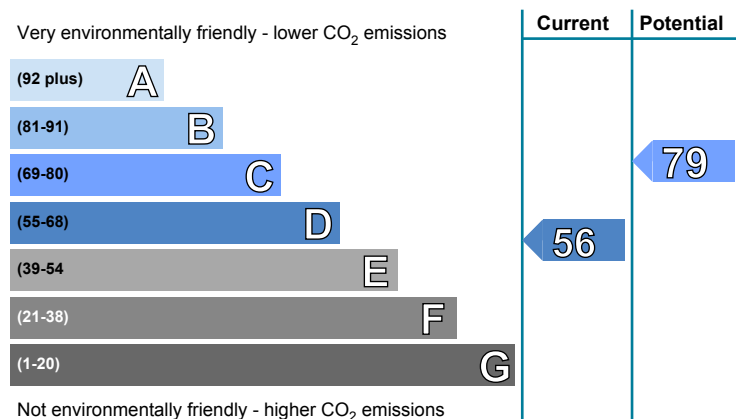 Very environmentally friendly - lower CO₂ emissions
Current
Potential
(92 plus) A
(81-91) B
(69-80) C
(55-68) D
(39-54 E
(21-38) F
(1-20) G
79
56
Not environmentally friendly - higher CO₂ emissions